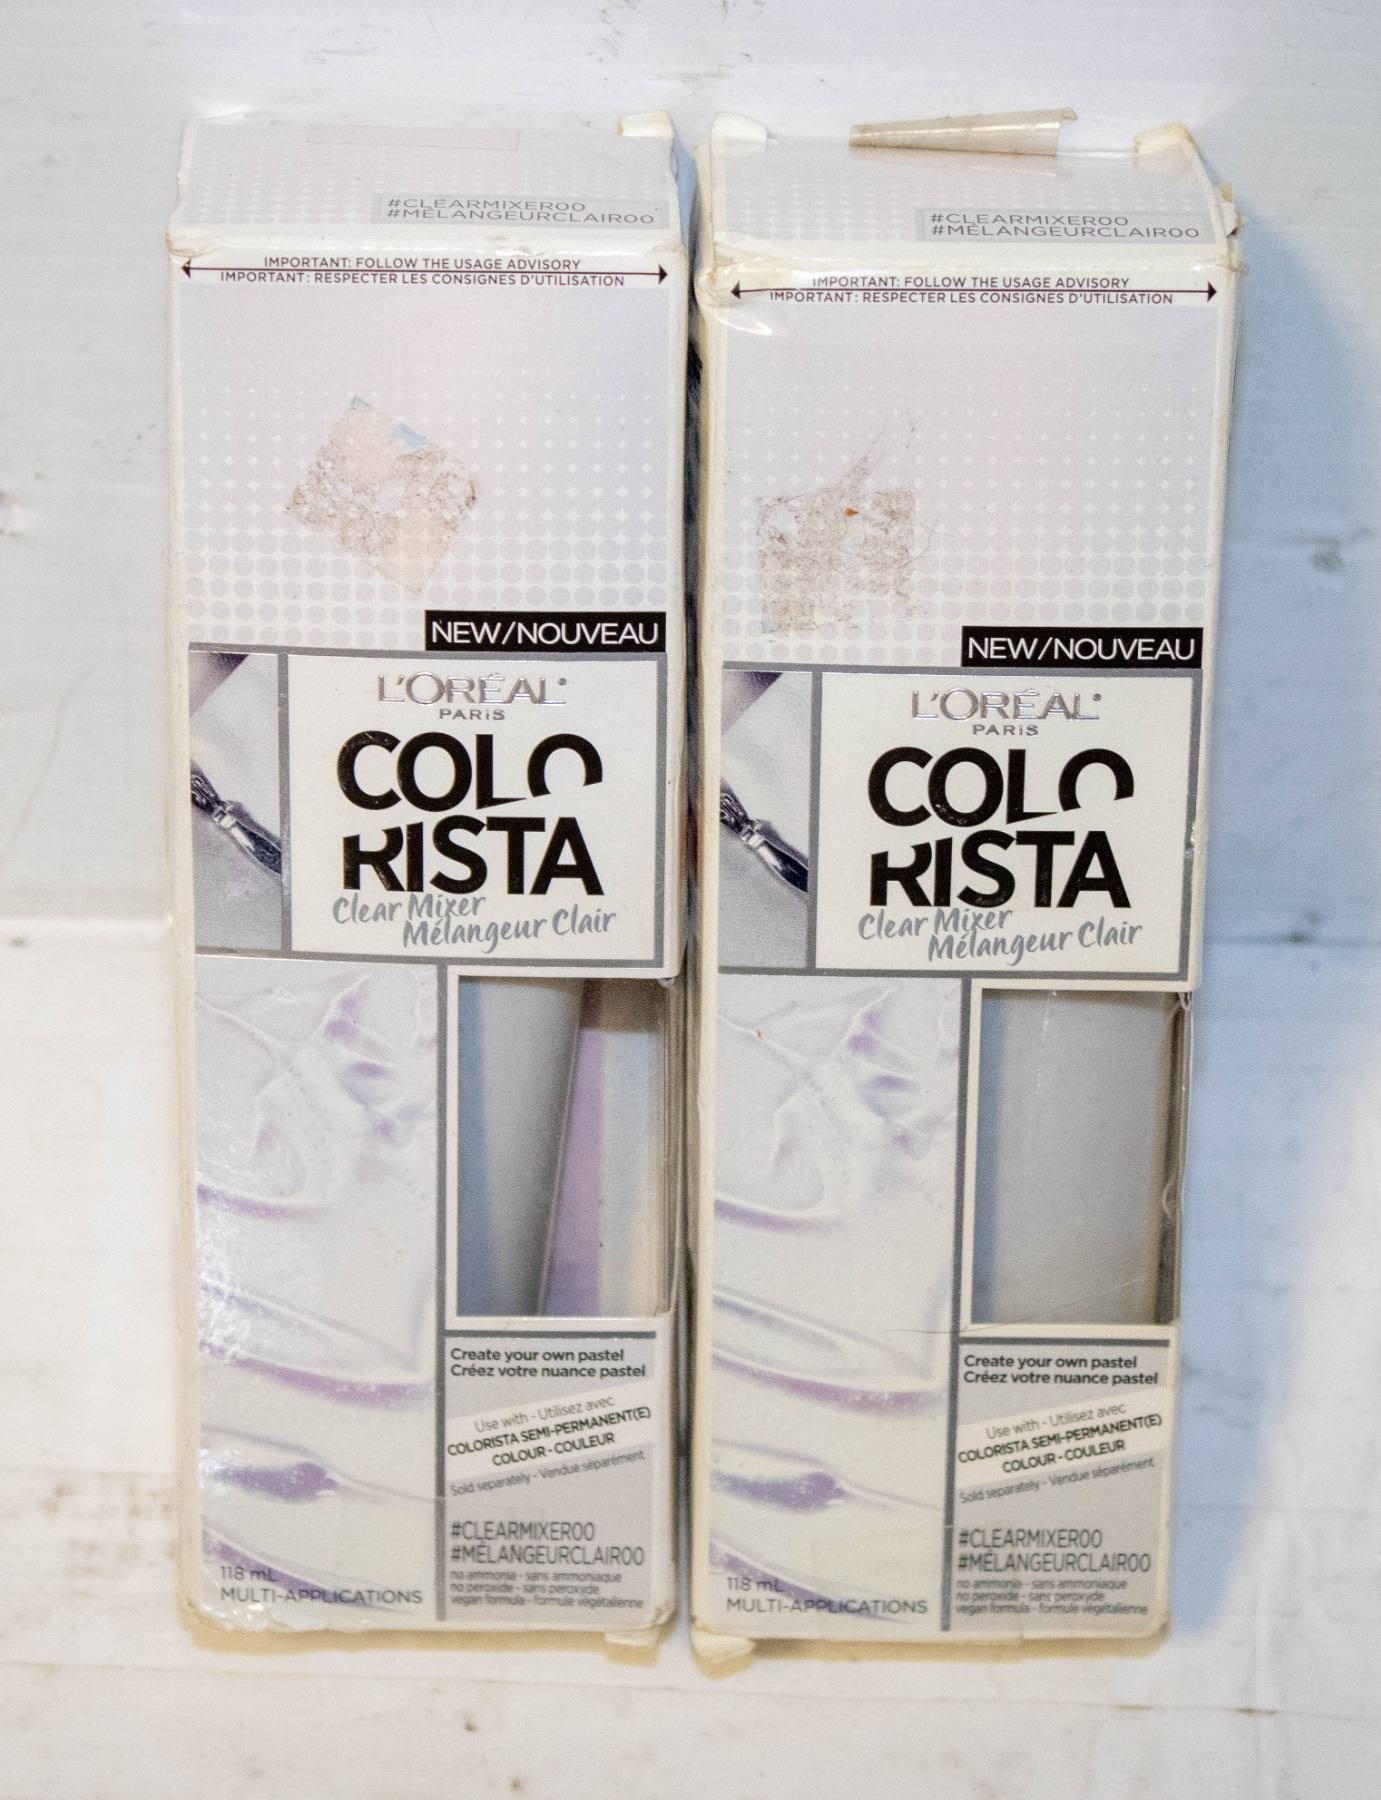 #CLEARMIXER00
#MÉLANGEURCLAIR00
IMPORTANT: FOLLOW THE USAGE ADVISORY
IMPORTANT: RESPECTER LES CONSIGNES D'UTILISATION
NEW/NOUVEAU
L'ORÉAL
PARIS
COLO
RISTA
Clear Mixer
Mélangeur Clair
Create your own pastel
Créez votre nuance pastel
Use with - Utilisez avec
COLORISTA SEMI-PERMANENT(E)
COLOUR - COULEUR
Sold separately - Vendue séparément
#CLEARMIXER00
#MÉLANGEURCLAIR00
no ammonia - sans ammoniaque
no peroxide - sans peroxyde
vegan formula - formule végétalienne
118 mL
MULTI-APPLICATIONS
#CLEARMIXER00
#MÉLANGEURCLAIR00
IMPORTANT: FOLLOW THE USAGE ADVISORY
IMPORTANT: RESPECTER LES CONSIGNES D'UTILISATION
NEW/NOUVEAU
L'ORÉAL
PARIS
COLO
RISTA
Clear Mixer
Mélangeur Clair
Create your own pastel
Créez votre nuance pastel
Use with - Utilisez avec
COLORISTA SEMI-PERMANENT(E)
COLOUR - COULEUR
Sold separately - Vendue séparément
#CLEARMIXER00
#MÉLANGEURCLAIR00
no ammonia - sans ammoniaque
no peroxide - sans peroxyde
vegan formula - formule végétalienne
118 mL
MULTI-APPLICATIONS